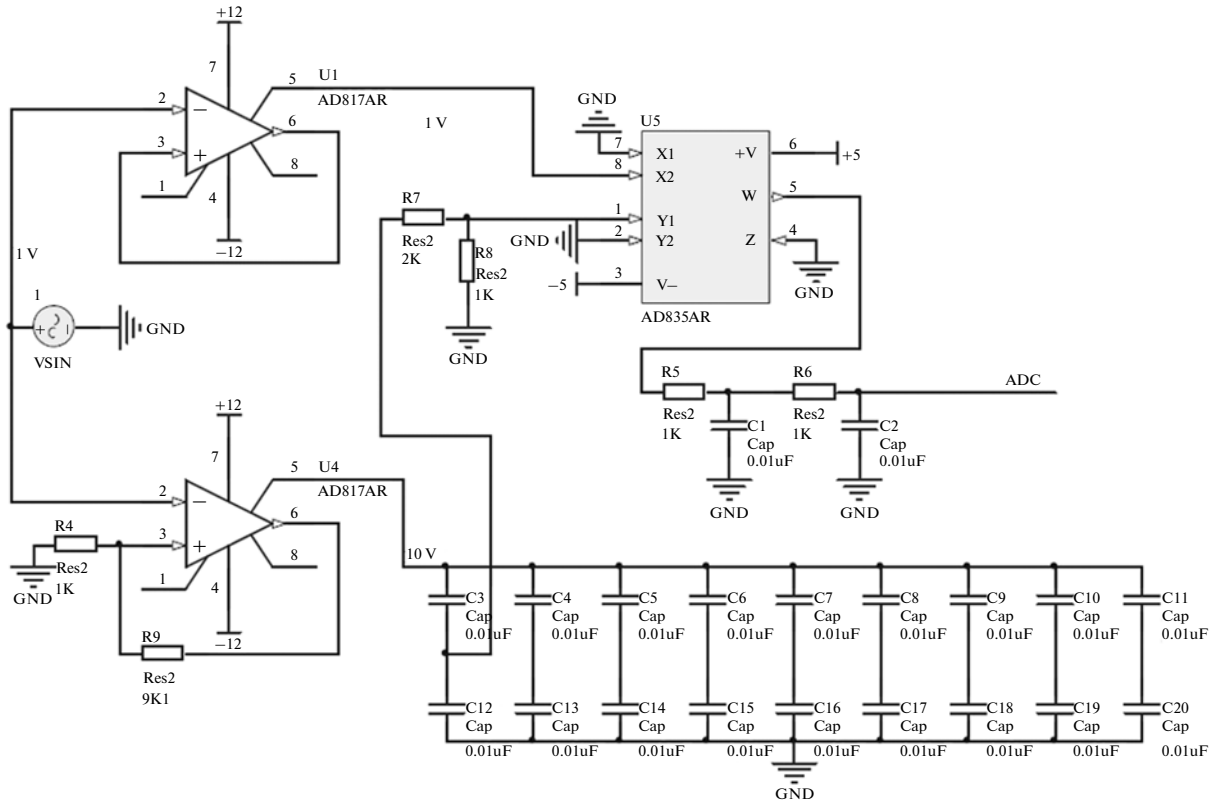 +12
7
2
−
3
+
1
4
−12
5
U1
AD817AR
6
8
1 V
1 V
1
+
GND
VSIN
GND
U5
7
X1
8
X2
1
Y1
GND
2
Y2
−5
3
V−
+V
6
+5
W
5
Z
4
GND
AD835AR
R7
Res2
2K
R8
Res2
1K
GND
R5
Res2
1K
C1
Cap
0.01uF
GND
R6
Res2
1K
C2
Cap
0.01uF
GND
ADC
+12
7
2
−
3
+
1
4
−12
5
U4
AD817AR
6
8
10 V
R4
Res2
1K
GND
R9
Res2
9K1
C3
Cap
0.01uF
C4
Cap
0.01uF
C5
Cap
0.01uF
C6
Cap
0.01uF
C7
Cap
0.01uF
C8
Cap
0.01uF
C9
Cap
0.01uF
C10
Cap
0.01uF
C11
Cap
0.01uF
C12
Cap
0.01uF
C13
Cap
0.01uF
C14
Cap
0.01uF
C15
Cap
0.01uF
C16
Cap
0.01uF
C17
Cap
0.01uF
C18
Cap
0.01uF
C19
Cap
0.01uF
C20
Cap
0.01uF
GND